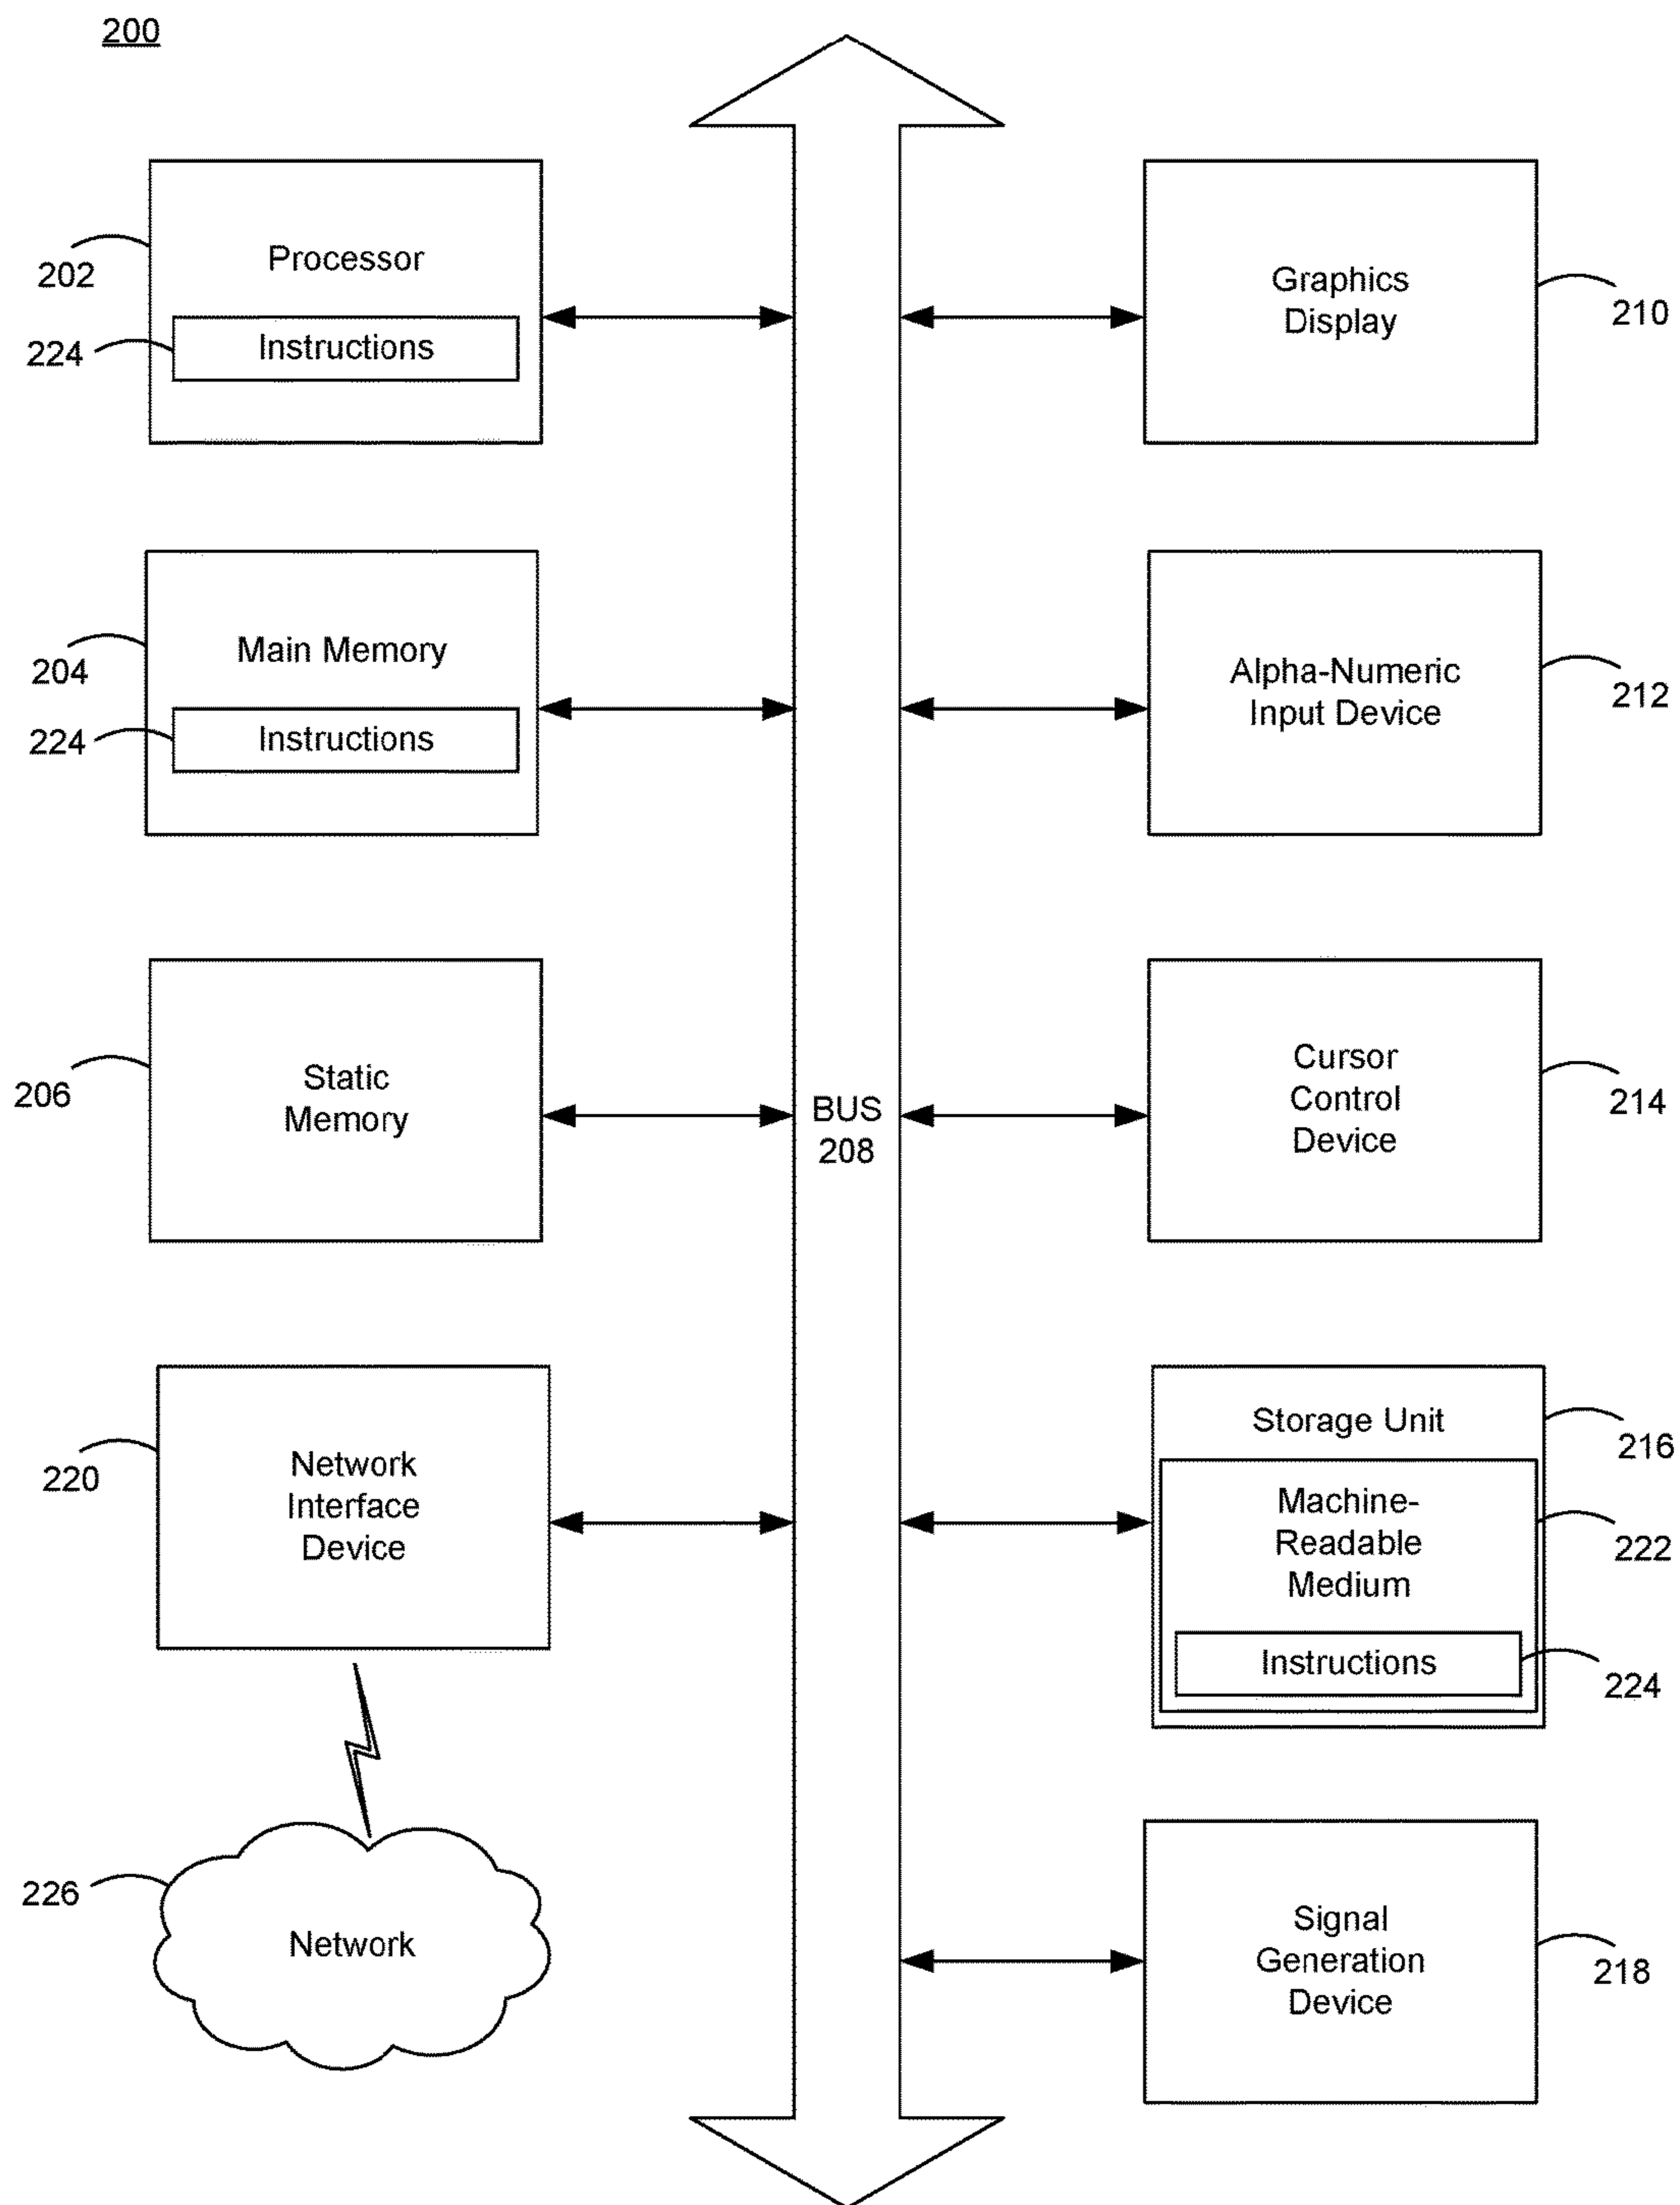 200
Processor
202
Instructions
224
Main Memory
204
Instructions
224
Static
Memory
206
Network
Interface
Device
220
Network
226
BUS
208
Graphics
Display
210
Alpha-Numeric
Input Device
212
Cursor
Control
Device
214
Storage Unit
216
Machine-
Readable
Medium
222
Instructions
224
Signal
Generation
Device
218